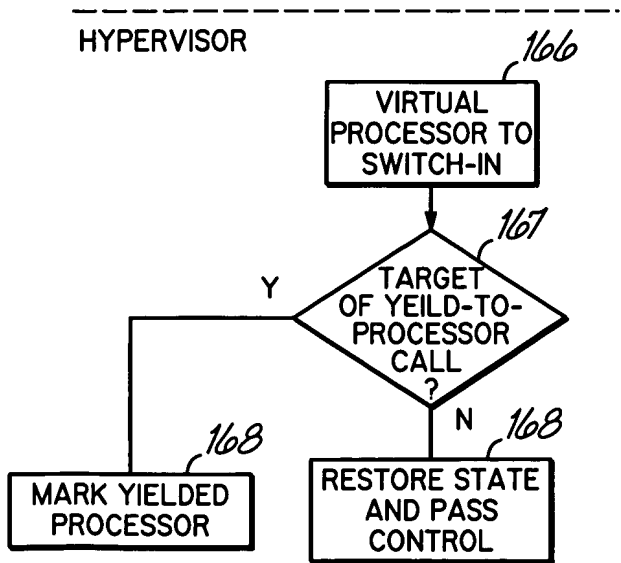 HYPERVISOR
166
VIRTUAL
PROCESSOR TO
SWITCH-IN
167
TARGET
OF YEILD-TO-
PROCESSOR
CALL
?
Y
N
168
MARK YIELDED
PROCESSOR
168
RESTORE STATE
AND PASS
CONTROL